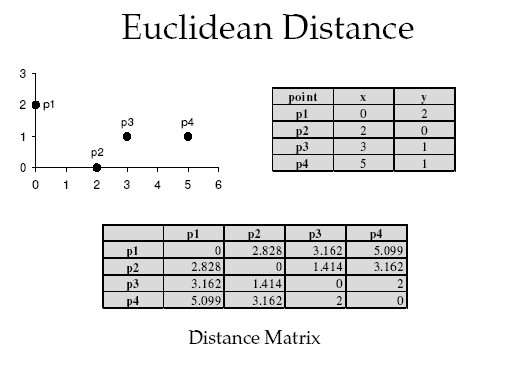 Euclidean Distance
3
2 p1
1
0
p2
p3
p4
0 1 2 3 4 5 6
point x y
p1 0 2
p2 2 0
p3 3 1
p4 5 1
p1 p2 p3 p4
p1 0 2.828 3.162 5.099
p2 2.828 0 1.414 3.162
p3 3.162 1.414 0 2
p4 5.099 3.162 2 0
Distance Matrix